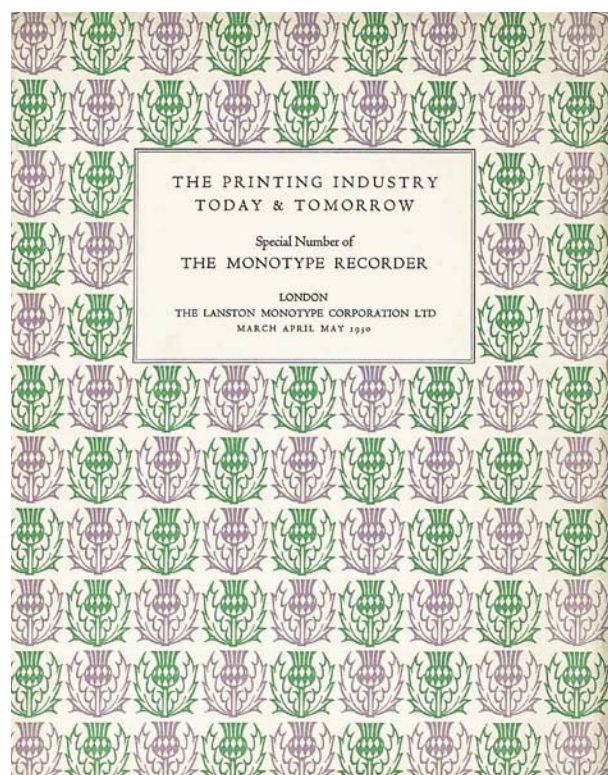 THE PRINTING INDUSTRY
TODAY & TOMORROW
Special Number of
THE MONOTYPE RECORDER
LONDON
THE LANSTON MONOTYPE CORPORATION LTD
MARCH APRIL MAY 1930